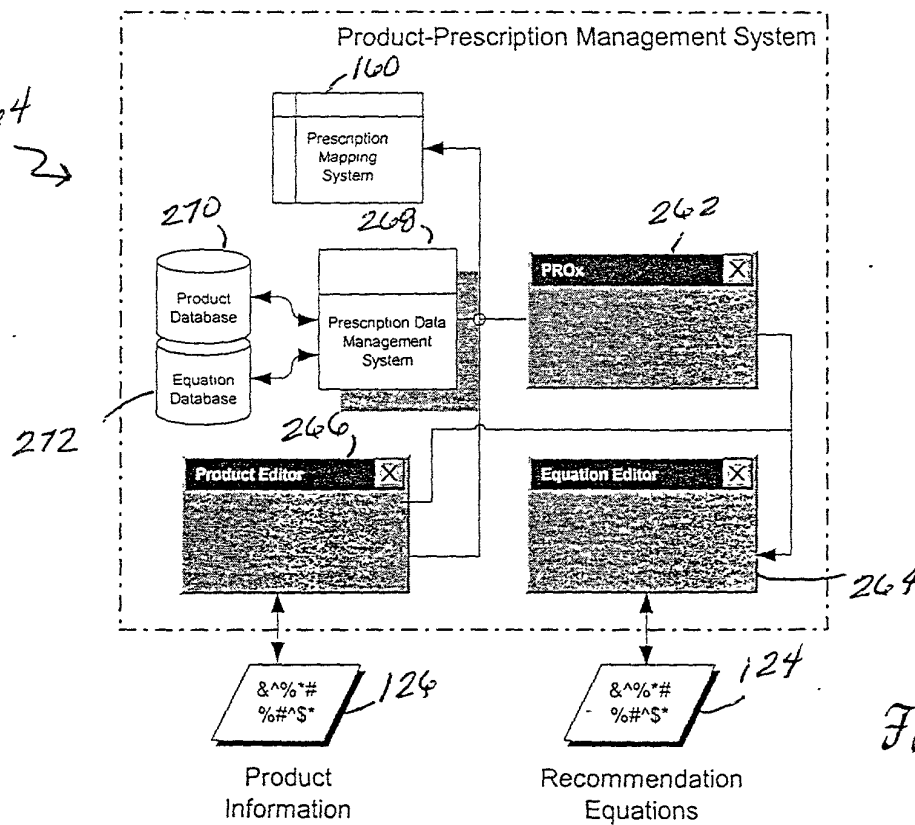 Product-Prescription Management System
160
Prescription
Mapping
System
270
268
262
Product
Database
Prescription Data
Management
System
PROx
Equation
Database
272
266
Product Editor
Equation Editor
264
&^%*#
%#^$*
126
&^%*#
%#^$*
124
Product
Information
Recommendation
Equations